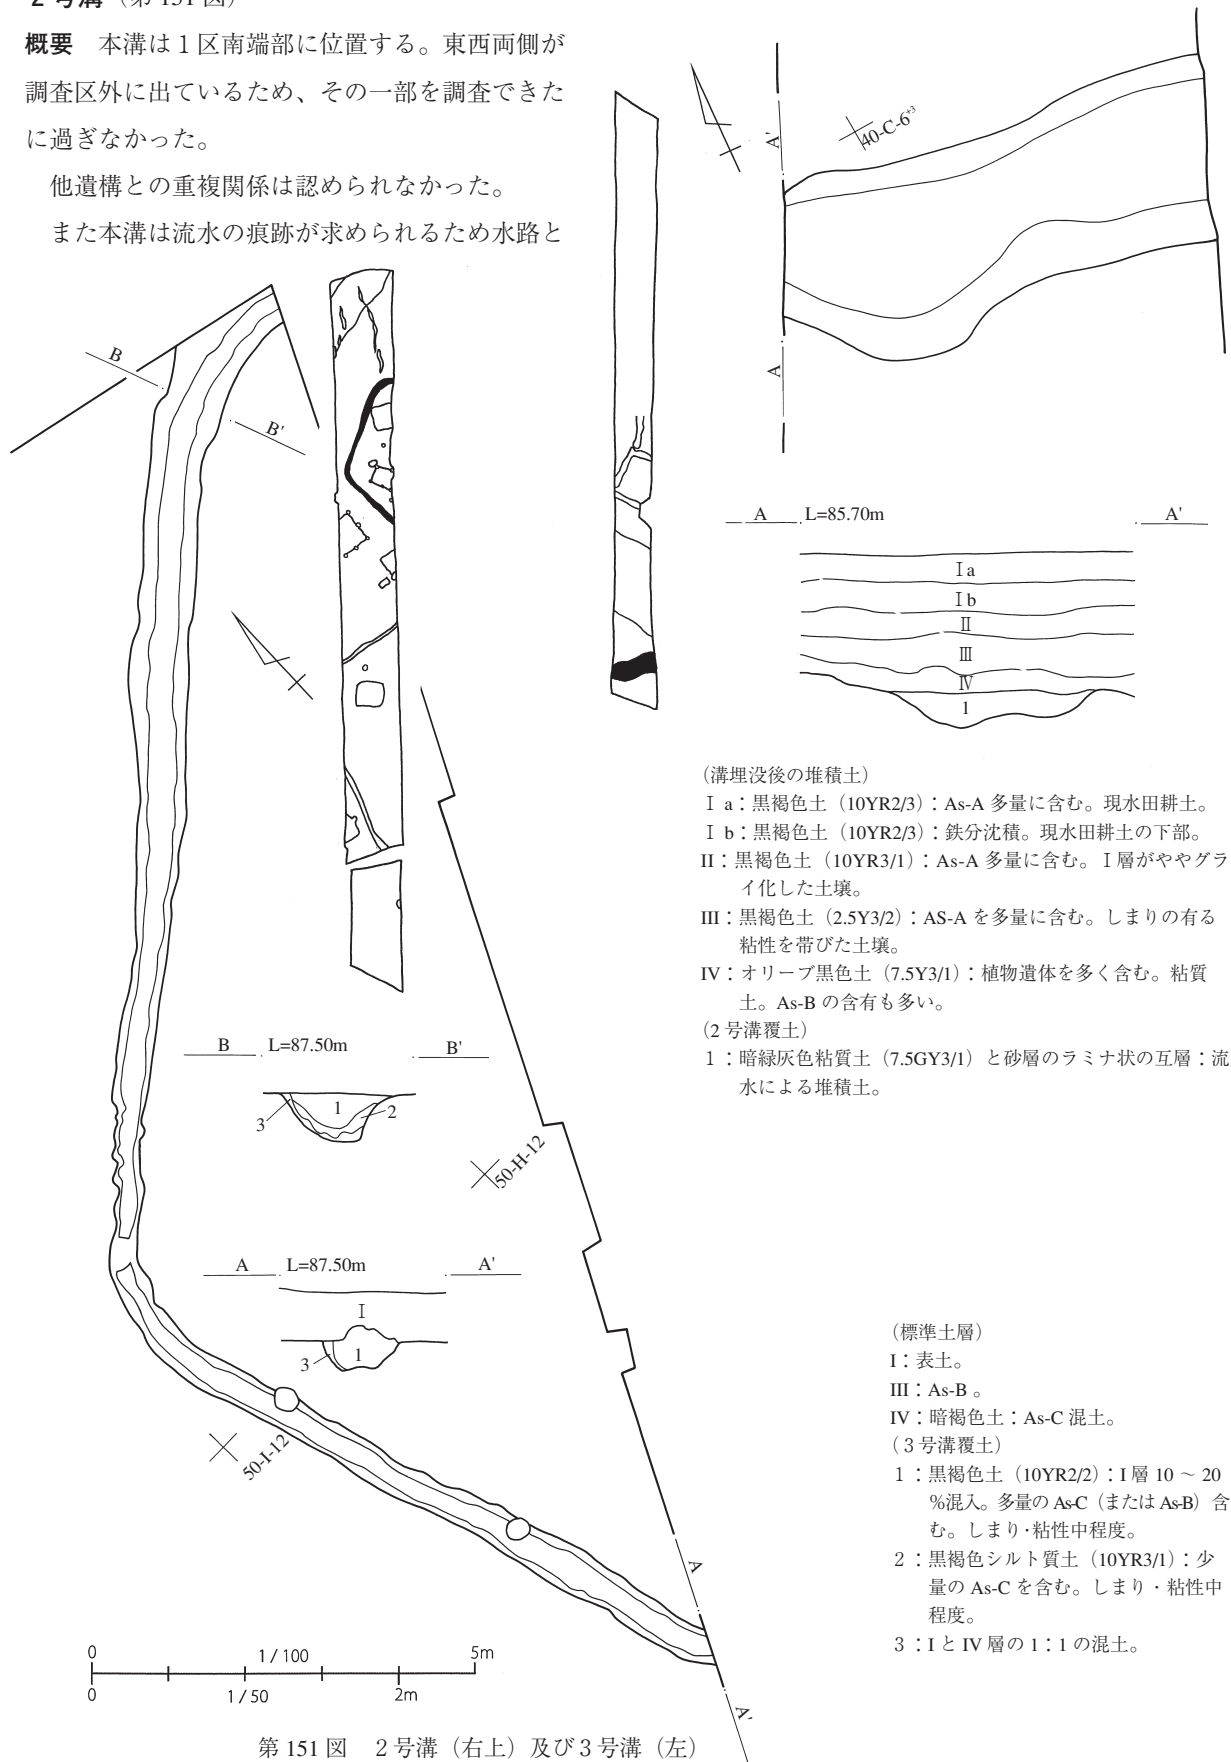 ２号溝（第 151 図）
概要　本溝は１区南端部に位置する。東西両側が
調査区外に出ているため、その一部を調査できた
に過ぎなかった。
　他遺構との重複関係は認められなかった。
　また本溝は流水の痕跡が求められるため水路と
A'
40-C-6+3
A
A
L=85.70m
A'
Ⅰa
Ⅰb
Ⅱ
Ⅲ
Ⅳ
1
（溝埋没後の堆積土）
Ⅰ a：黒褐色土（10YR2/3）：As-A 多量に含む。現水田耕土。
Ⅰ b：黒褐色土（10YR2/3）：鉄分沈積。現水田耕土の下部。
II：黒褐色土（10YR3/1）：As-A 多量に含む。Ⅰ層がややグラ
イ化した土壌。
III：黒褐色土（2.5Y3/2）：AS-A を多量に含む。しまりの有る
粘性を帯びた土壌。
IV：オリーブ黒色土（7.5Y3/1）：植物遺体を多く含む。粘質
土。As-B の含有も多い。
（2 号溝覆土）
１：暗緑灰色粘質土（7.5GY3/1）と砂層のラミナ状の互層：流
水による堆積土。
B
B'
B
L=87.50m
B'
1
2
3
50-H-12
A
L=87.50m
A'
Ⅰ
1
3
50-I-12
A
A'
（標準土層）
I：表土。
III：As-B 。
IV：暗褐色土：As-C 混土。
（３号溝覆土）
１：黒褐色土（10YR2/2）：I 層 10 ～ 20
％混入。多量の As-C（または As-B）含
む。しまり・粘性中程度。
２：黒褐色シルト質土（10YR3/1）：少
量の As-C を含む。しまり・粘性中
程度。
３：I と IV 層の 1：1 の混土。
0
1 / 100
5m
0
1 / 50
2m
第 151 図　２号溝（右上）及び３号溝（左）